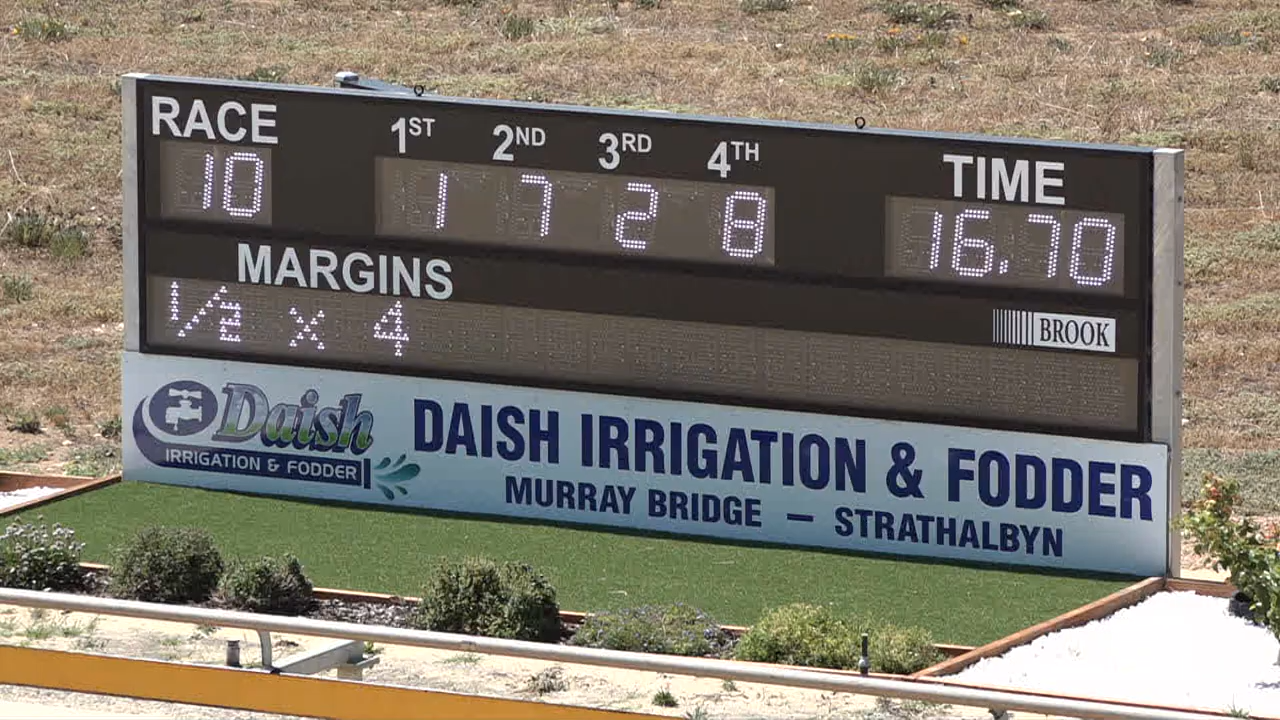 RACE 1ST 2ND 3RD 4TH TIME
10 1 7 2 8 16.70
MARGINS
1/2 x 4
BROOK
Daish
IRRIGATION & FODDER
DAISH IRRIGATION & FODDER
MURRAY BRIDGE – STRATHALBYN